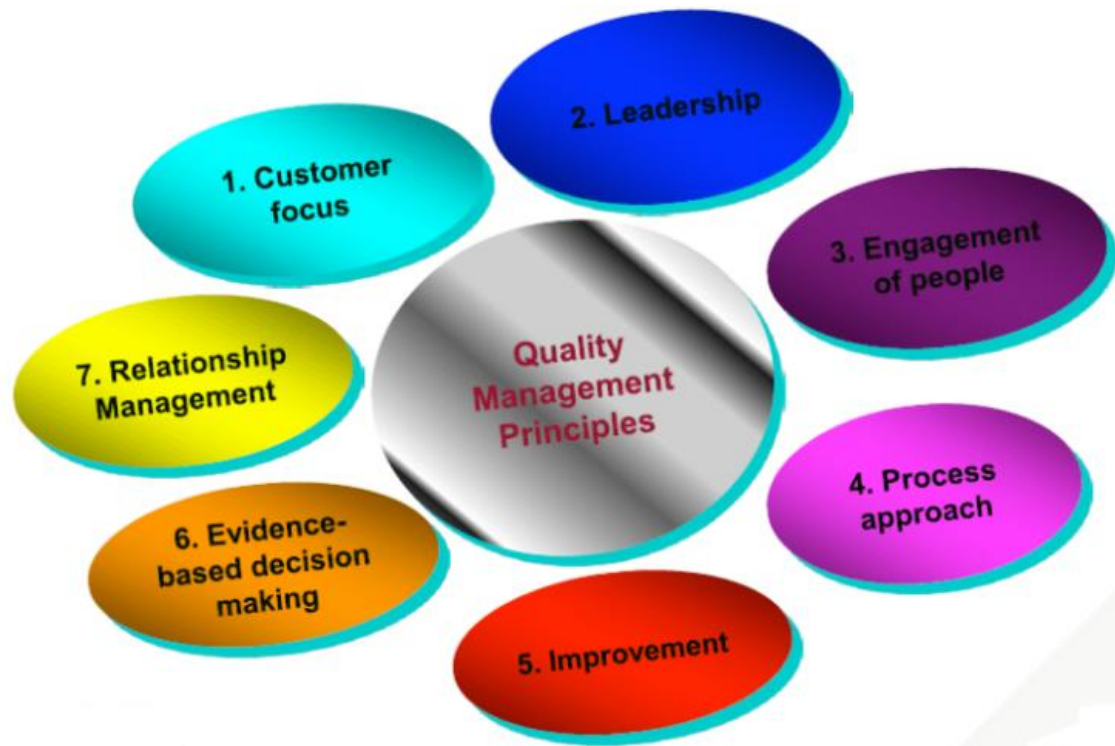 Quality
Management
Principles
1. Customer
focus
2. Leadership
3. Engagement
of people
4. Process
approach
5. Improvement
6. Evidence-
based decision
making
7. Relationship
Management